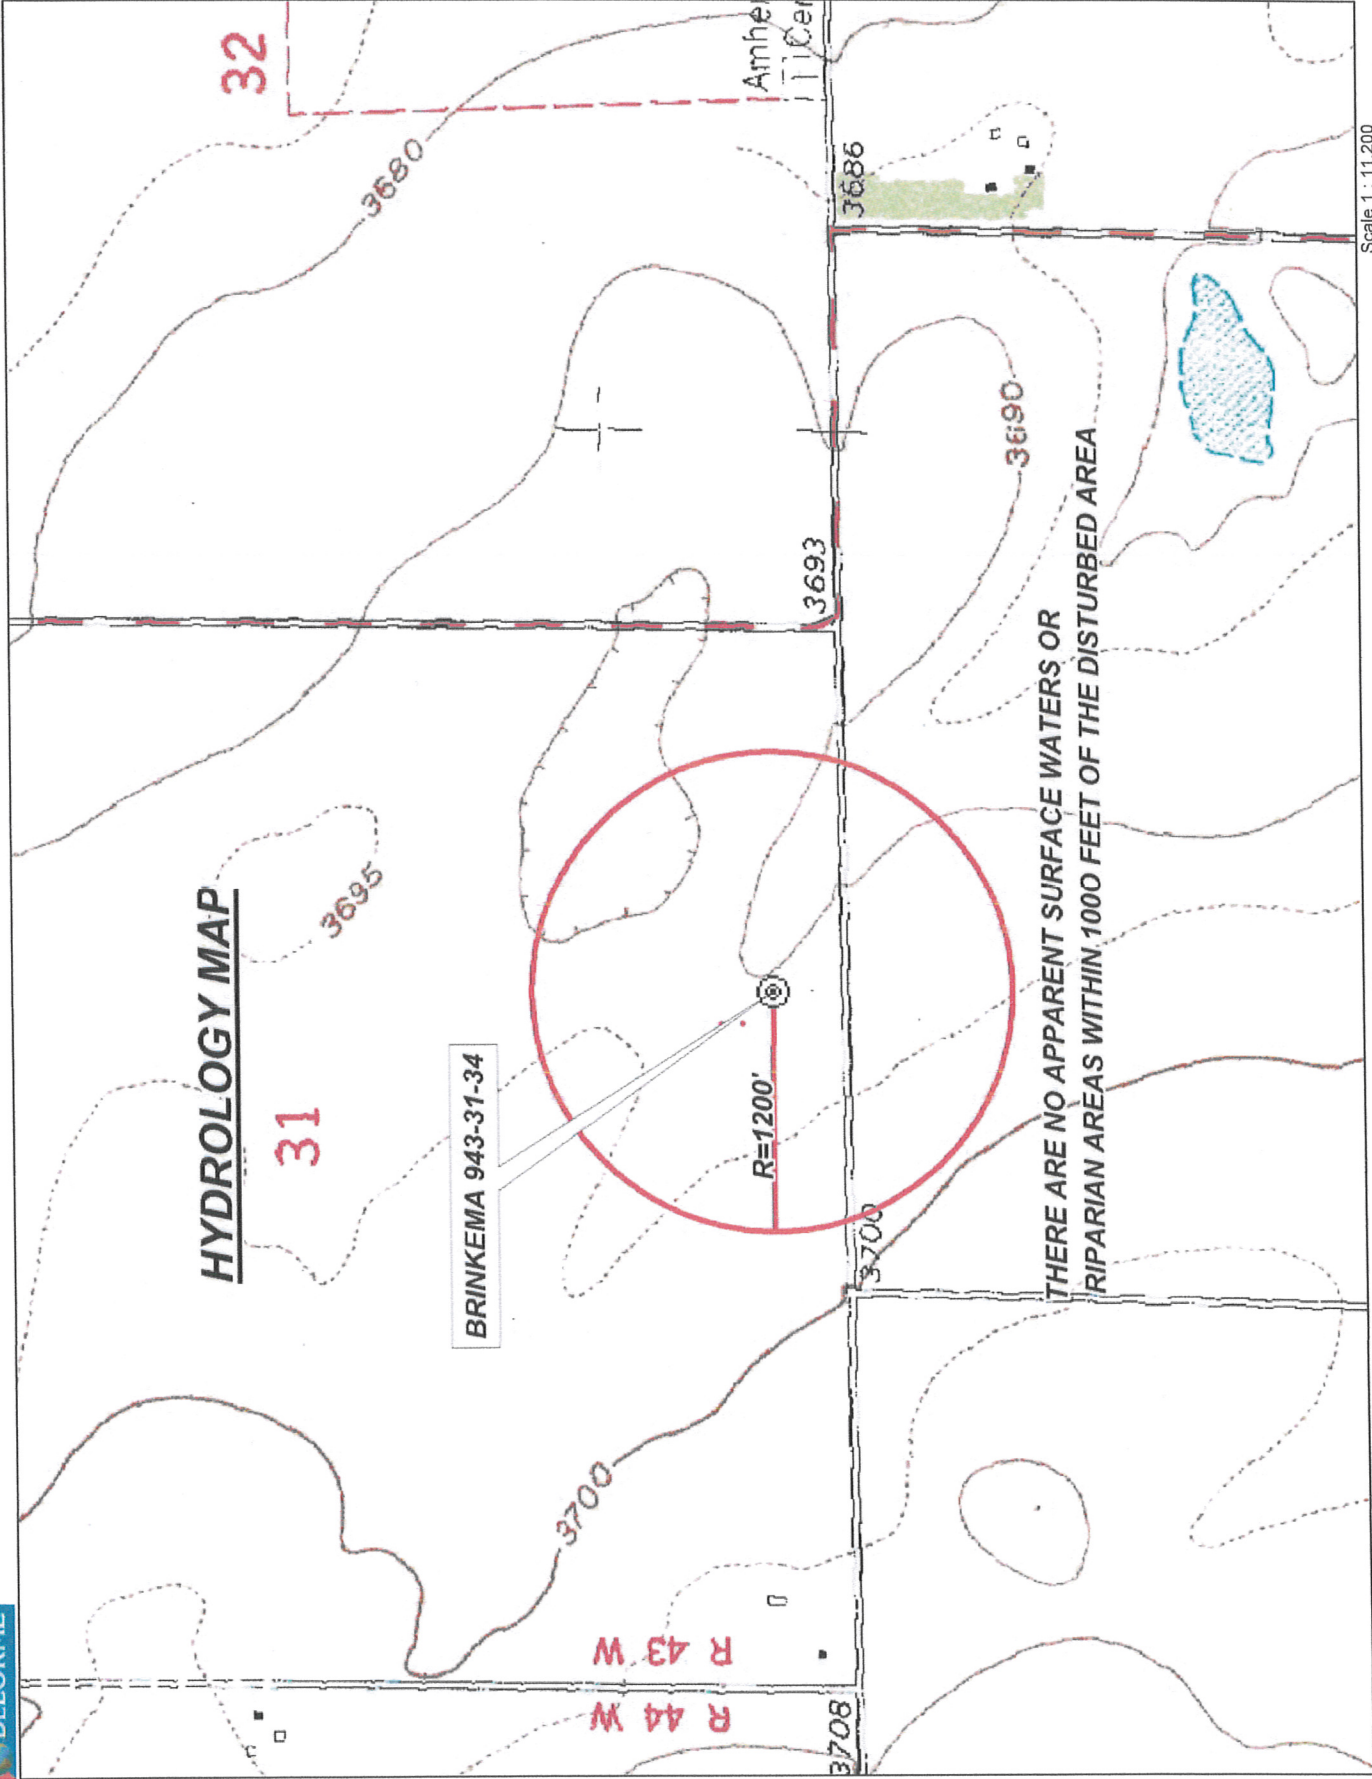 DELORME
HYDROLOGY MAP
32
31
3680
3695
BRINKEMA 943-31-34
R=1200'
3700
3700
3693
3686
3690
3708
R 43 W
R 44 W
THERE ARE NO APPARENT SURFACE WATERS OR
RIPARIAN AREAS WITHIN 1000 FEET OF THE DISTURBED AREA
Amhe
Cer
Scale 1 : 11,200